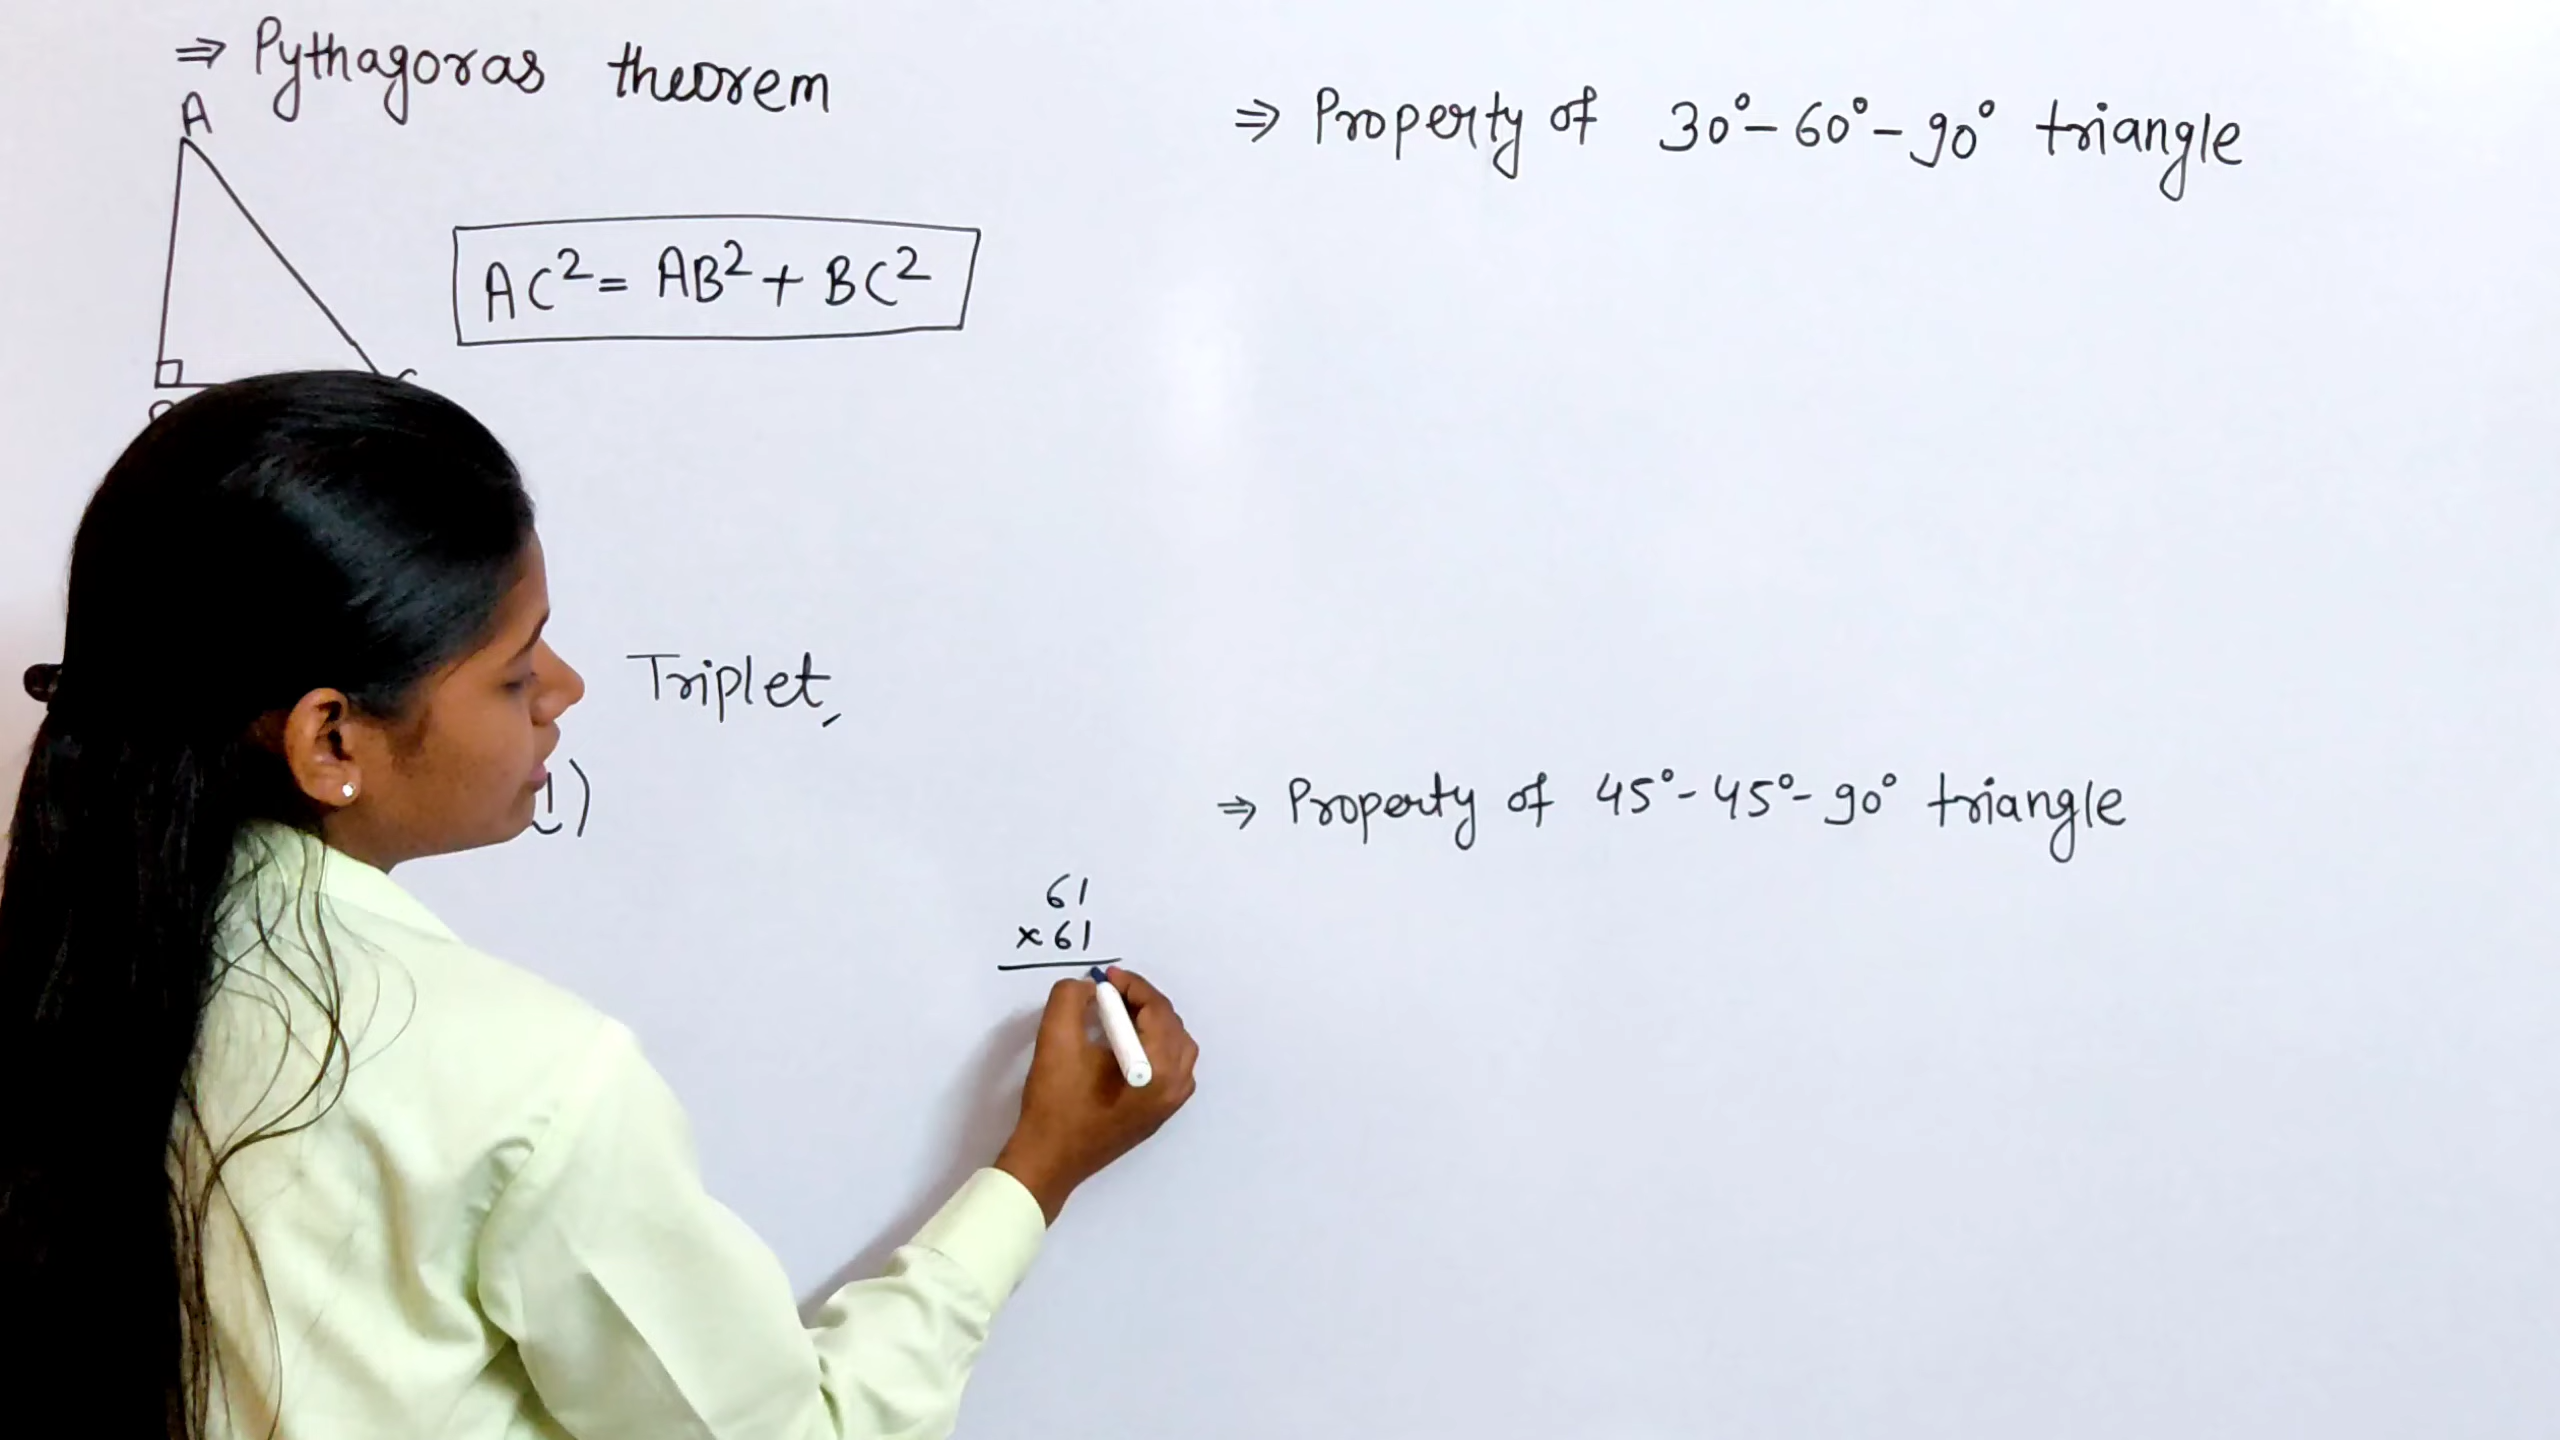 ⇒ Pythagoras theorem
A
AC² = AB² + BC²
Triplet,
1)
⇒ Property of 30°-60°-90° triangle
⇒ Property of 45°-45°-90° triangle
61
× 61